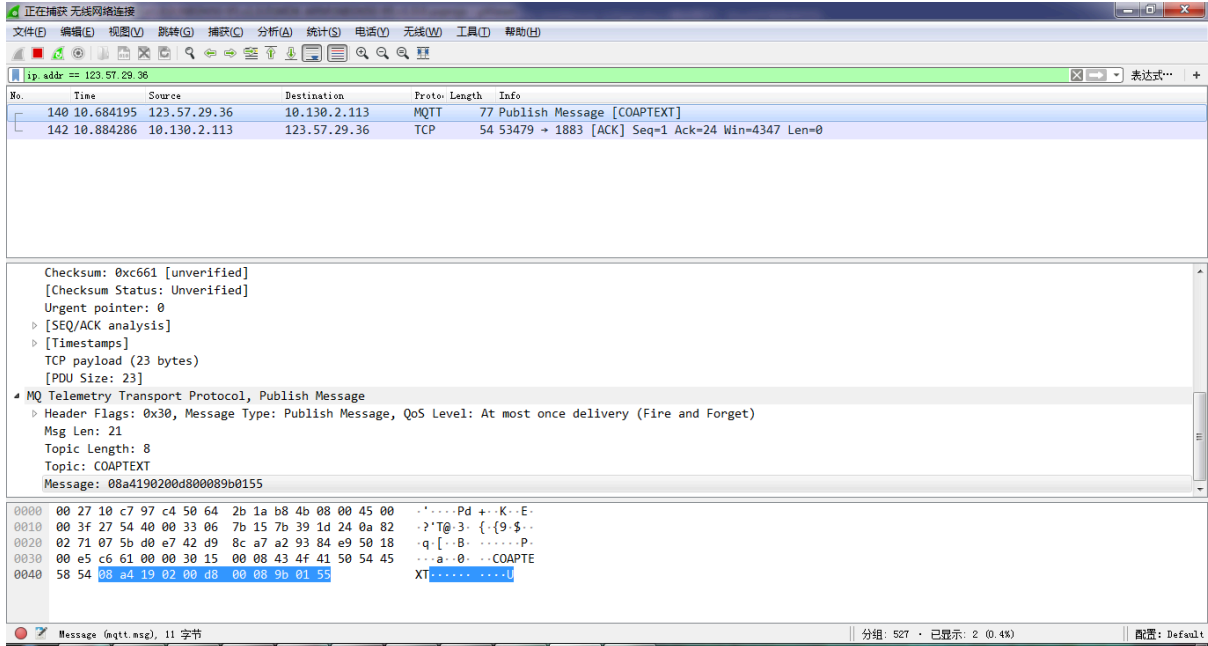 正在捕获 无线网络连接
文件(F) 编辑(E) 视图(V) 跳转(G) 捕获(C) 分析(A) 统计(S) 电话(Y) 无线(W) 工具(T) 帮助(H)
ip.addr == 123.57.29.36 表达式… +
No. Time Source Destination Proto Length Info
140 10.684195 123.57.29.36 10.130.2.113 MQTT 77 Publish Message [COAPTEXT]
142 10.884286 10.130.2.113 123.57.29.36 TCP 54 53479 → 1883 [ACK] Seq=1 Ack=24 Win=4347 Len=0
Checksum: 0xc661 [unverified]
[Checksum Status: Unverified]
Urgent pointer: 0
[SEQ/ACK analysis]
[Timestamps]
TCP payload (23 bytes)
[PDU Size: 23]
MQ Telemetry Transport Protocol, Publish Message
Header Flags: 0x30, Message Type: Publish Message, QoS Level: At most once delivery (Fire and Forget)
Msg Len: 21
Topic Length: 8
Topic: COAPTEXT
Message: 08a4190200d800089b0155
0000 00 27 10 c7 97 c4 50 64 2b 1a b8 4b 08 00 45 00 ·'····Pd +··K··E·
0010 00 3f 27 54 40 00 33 06 7b 15 7b 39 1d 24 0a 82 ·?'T@·3· {·{9·$··
0020 02 71 07 5b d0 e7 42 d9 8c a7 a2 93 84 e9 50 18 ·q·[··B· ······P·
0030 00 e5 c6 61 00 00 30 15 00 08 43 4f 41 50 54 45 ···a··0· ··COAPTE
0040 58 54 08 a4 19 02 00 d8 00 08 9b 01 55 XT······ ····U
Message (mqtt.msg), 11 字节 分组: 527 · 已显示: 2 (0.4%) 配置: Default